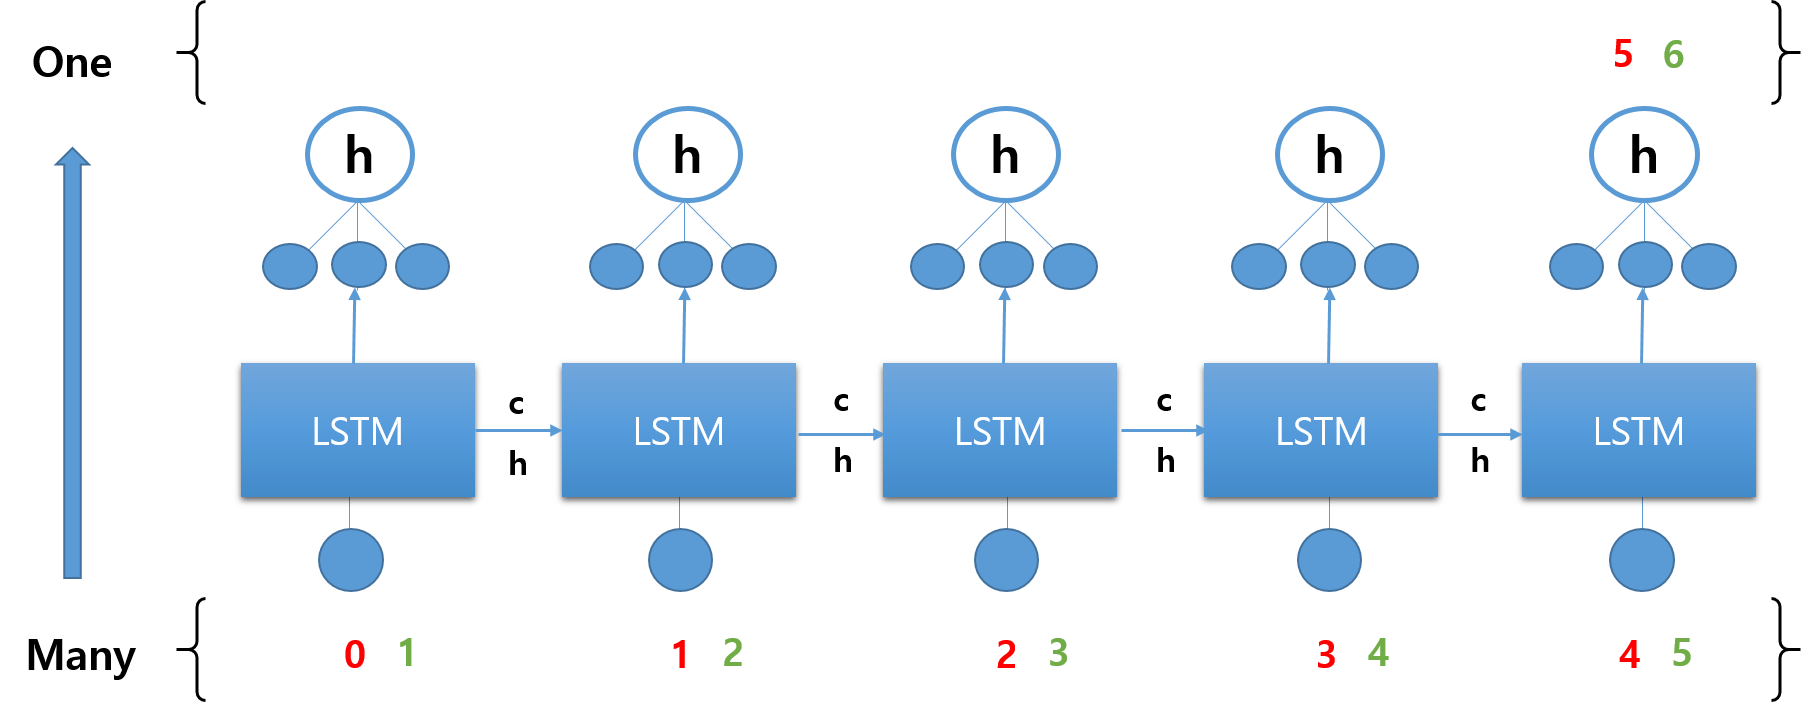 One
5 6
h h h h h
c c c c
LSTM LSTM LSTM LSTM LSTM
h h h h
Many
0 1 1 2 2 3 3 4 4 5